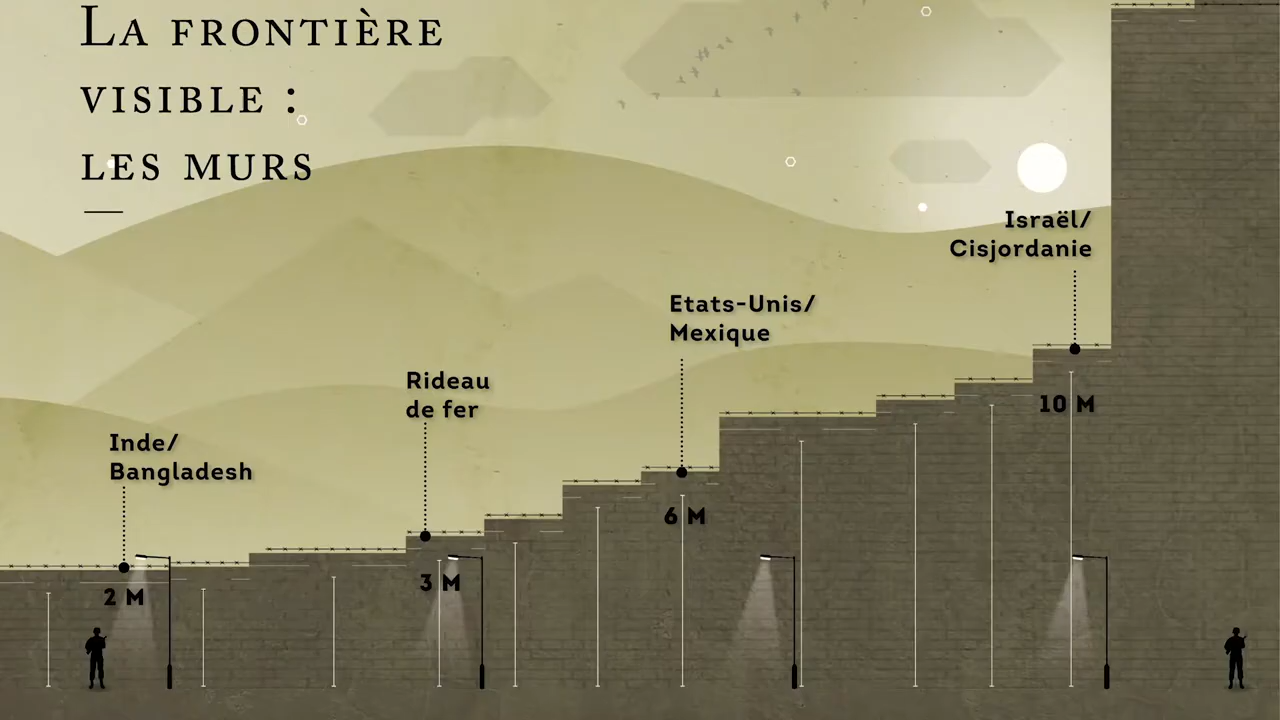 La frontière
visible :
les murs
Israël/
Cisjordanie
Etats-Unis/
Mexique
Rideau
de fer
Inde/
Bangladesh
10 M
6 M
3 M
2 M